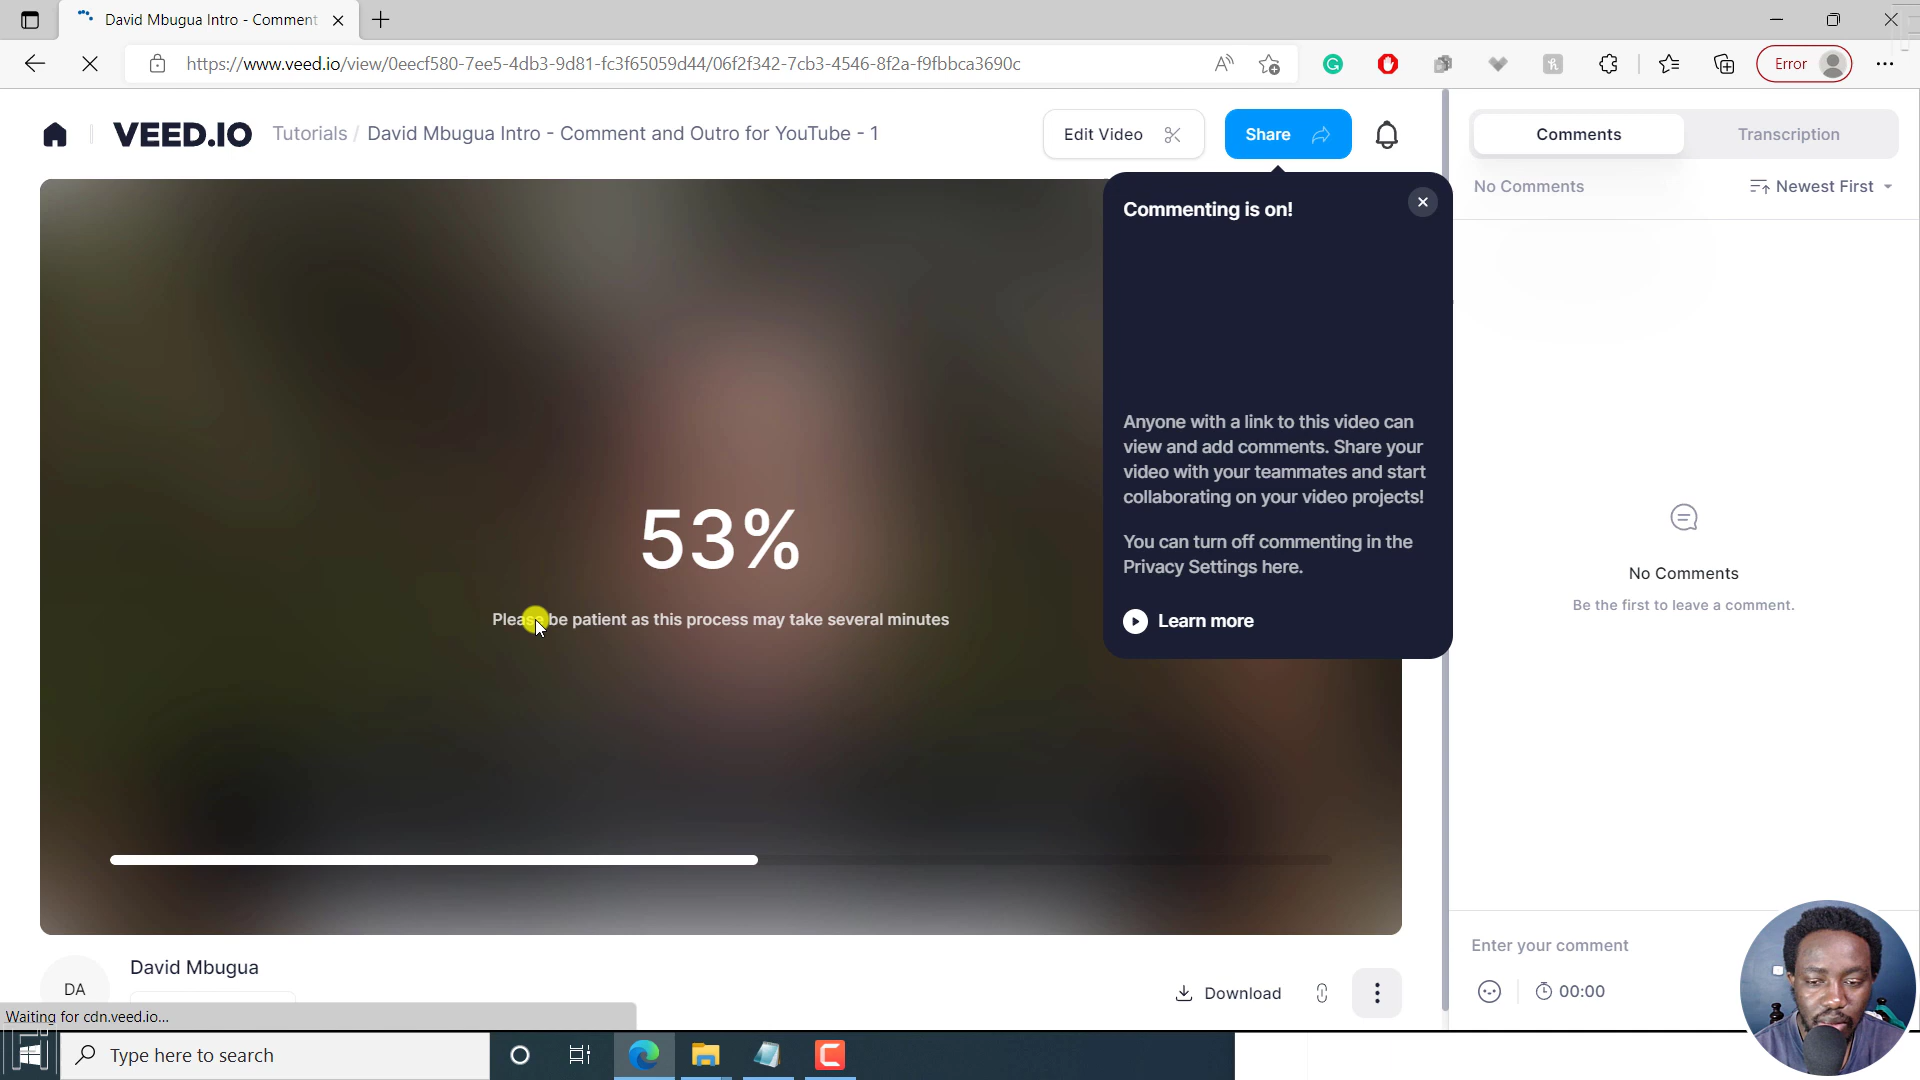 David Mbugua Intro - Comment
https://www.veed.io/view/0eecf580-7ee5-4db3-9d81-fc3f65059d44/06f2f342-7cb3-4546-8f2a-f9fbbca3690c
Error
VEED.IO
Tutorials / David Mbugua Intro - Comment and Outro for YouTube - 1
Edit Video
Share
Comments
Transcription
No Comments
Newest First
Commenting is on!
Anyone with a link to this video can
view and add comments. Share your
video with your teammates and start
collaborating on your video projects!
You can turn off commenting in the
Privacy Settings here.
Learn more
53%
Please be patient as this process may take several minutes
No Comments
Be the first to leave a comment.
Enter your comment
00:00
DA
David Mbugua
Download
Waiting for cdn.veed.io...
Type here to search